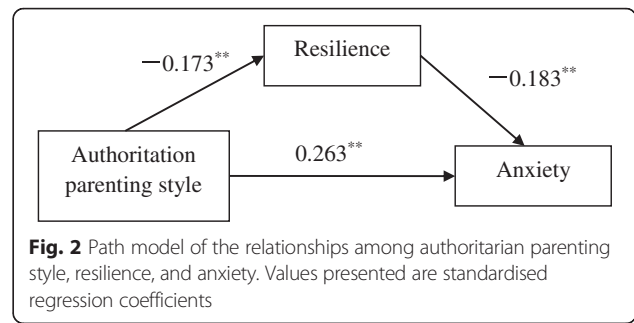 Resilience
−0.173**
−0.183**
Authoritation
parenting style
0.263**
Anxiety
Fig. 2 Path model of the relationships among authoritarian parenting
style, resilience, and anxiety. Values presented are standardised
regression coefficients